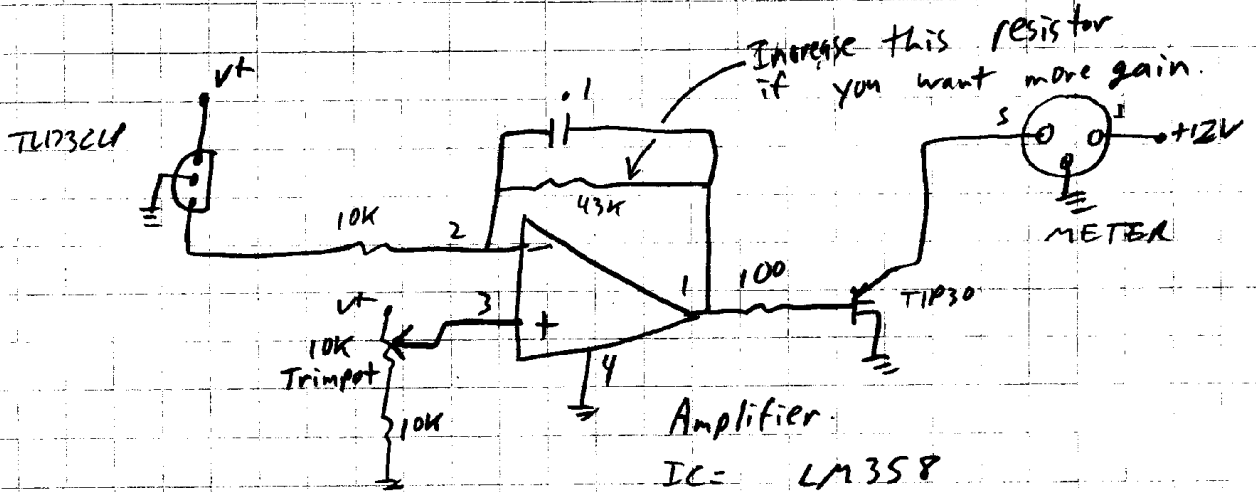 Increase this resistor
if you want more gain.
V+
.1
S I
+12V
43K
10K
2
METER
1 100
TIP30
V+
3
+
10K
Trimpot
4
10K
Amplifier
IC= LM358